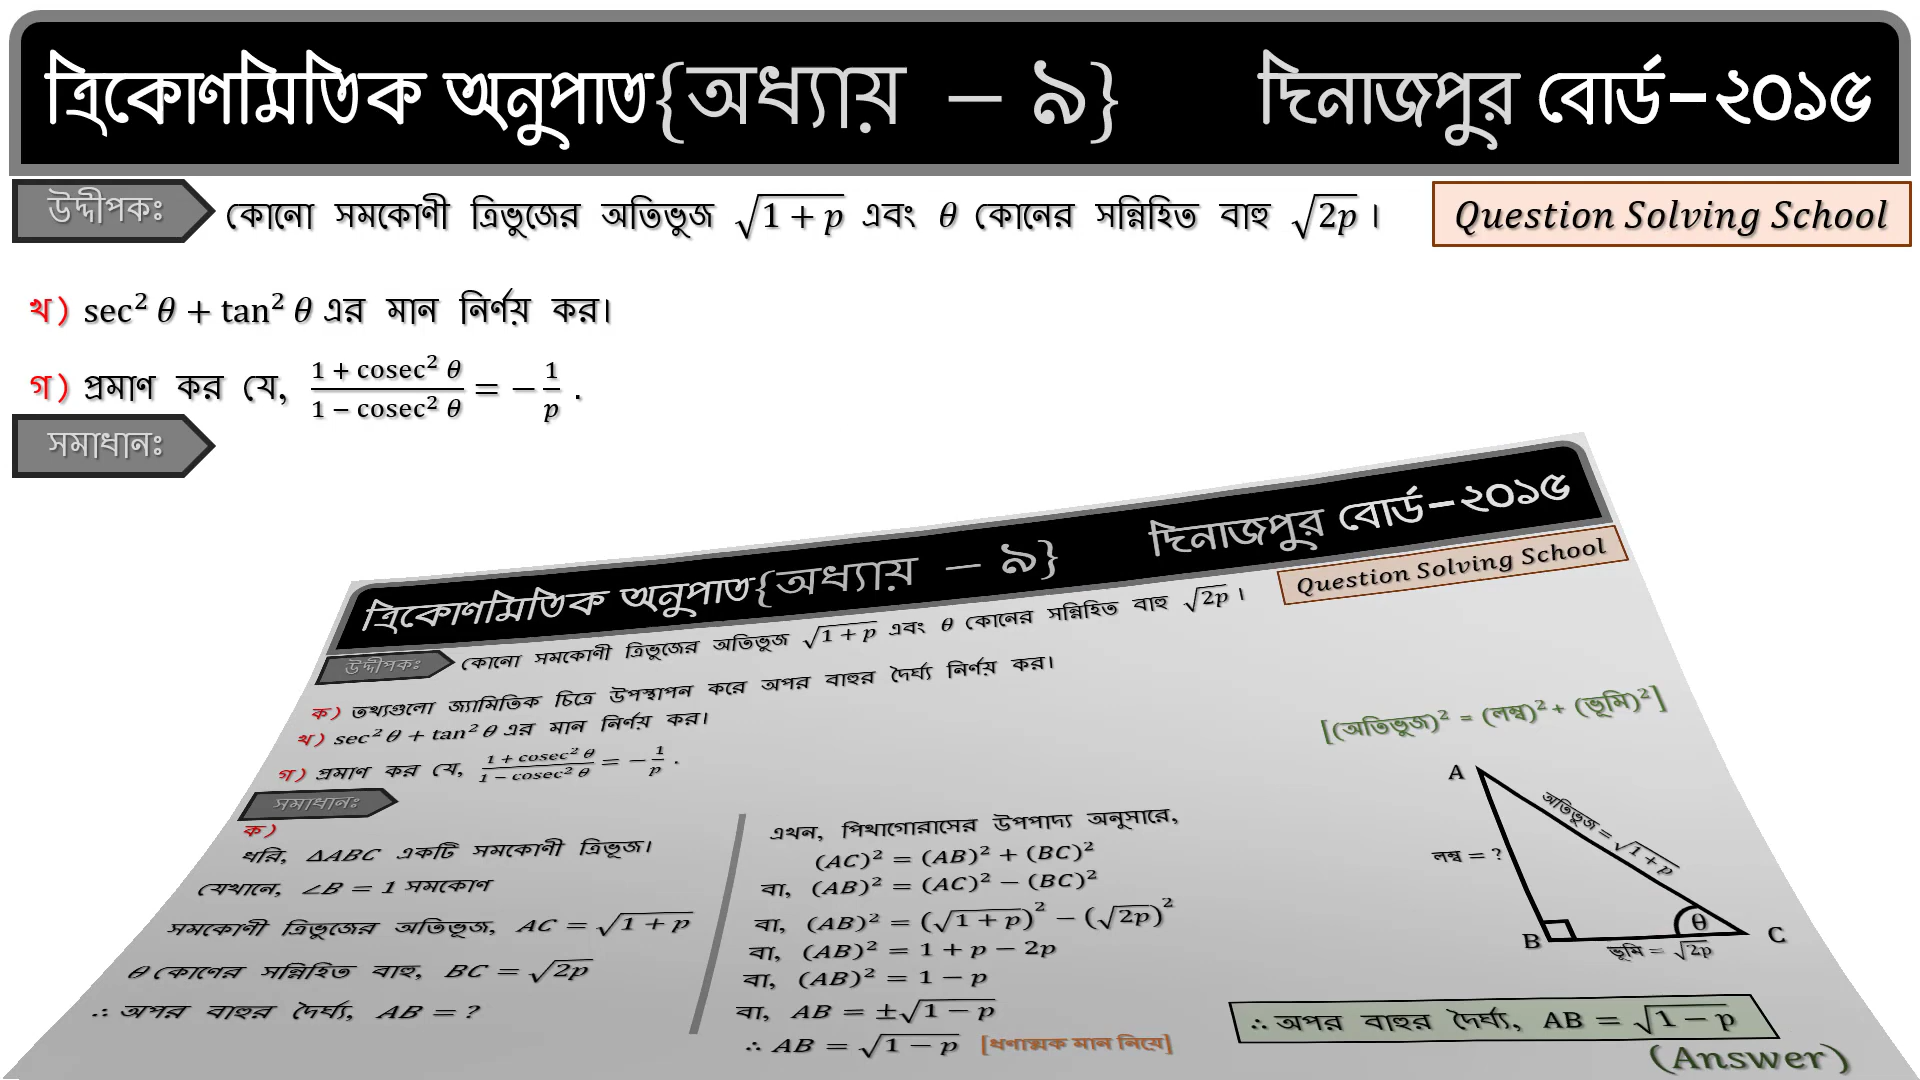 ত্রিকোণমিতিক অনুপাত{অধ্যায় – ৯} দিনাজপুর বোর্ড–২০১৫
উদ্দীপকঃ কোনো সমকোণী ত্রিভুজের অতিভুজ √(1 + p) এবং θ কোনের সন্নিহিত বাহু √(2p) ।
Question Solving School
খ) sec² θ + tan² θ এর মান নির্ণয় কর।
গ) প্রমাণ কর যে, (1 + cosec² θ)/(1 − cosec² θ) = − 1/p .
সমাধানঃ
ত্রিকোণমিতিক অনুপাত{অধ্যায় – ৯} দিনাজপুর বোর্ড–২০১৫
উদ্দীপকঃ কোনো সমকোণী ত্রিভুজের অতিভুজ √(1 + p) এবং θ কোনের সন্নিহিত বাহু √(2p) ।
Question Solving School
ক) তথ্যগুলো জ্যামিতিক চিত্রে উপস্থাপন করে অপর বাহুর দৈর্ঘ্য নির্ণয় কর।
খ) sec² θ + tan² θ এর মান নির্ণয় কর।
গ) প্রমাণ কর যে, (1 + cosec² θ)/(1 − cosec² θ) = − 1/p .
সমাধানঃ
ক)
ধরি, ΔABC একটি সমকোণী ত্রিভূজ।
যেখানে, ∠B = 1 সমকোণ
সমকোণী ত্রিভুজের অতিভূজ, AC = √(1 + p)
θ কোণের সন্নিহিত বাহু, BC = √(2p)
∴ অপর বাহুর দৈর্ঘ্য, AB = ?
এখন, পিথাগোরাসের উপপাদ্য অনুসারে,
(AC)² = (AB)² + (BC)²
বা, (AB)² = (AC)² − (BC)²
বা, (AB)² = (√(1 + p))² − (√(2p))²
বা, (AB)² = 1 + p − 2p
বা, (AB)² = 1 − p
বা, AB = ±√(1 − p)
∴ AB = √(1 − p) [ধণাত্মক মান নিয়ে]
[(অতিভুজ)² = (লম্ব)² + (ভূমি)²]
A
অতিভুজ = √(1 + p)
লম্ব = ?
θ
B
C
ভূমি = √(2p)
∴ অপর বাহুর দৈর্ঘ্য, AB = √(1 − p)
(Answer)